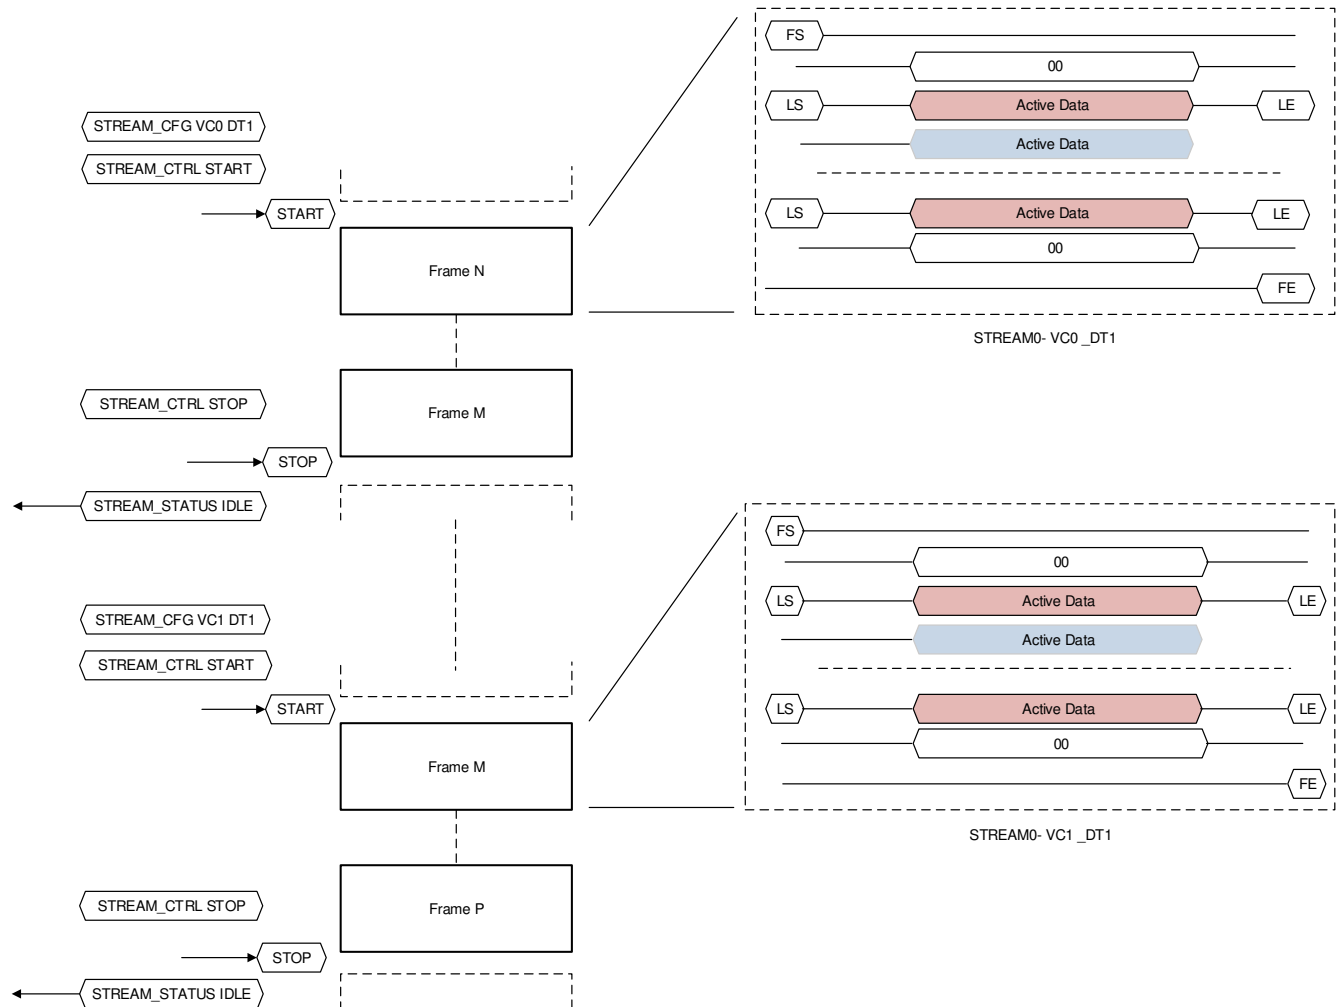 STREAM_CFG VC0 DT1
STREAM_CTRL START
START
Frame N
Frame M
STREAM_CTRL STOP
STOP
STREAM_STATUS IDLE
FS
00
LS Active Data LE
Active Data
LS Active Data LE
00
FE
STREAM0- VC0 _DT1
STREAM_CFG VC1 DT1
STREAM_CTRL START
START
Frame M
Frame P
STREAM_CTRL STOP
STOP
STREAM_STATUS IDLE
FS
00
LS Active Data LE
Active Data
LS Active Data LE
00
FE
STREAM0- VC1 _DT1